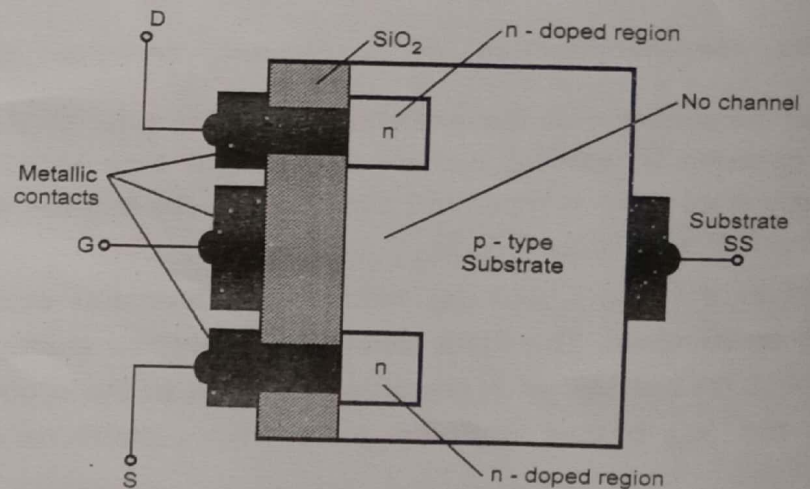 D
SiO2
n - doped region
n
No channel
Metallic
contacts
G
p - type
Substrate
Substrate
SS
n
S
n - doped region